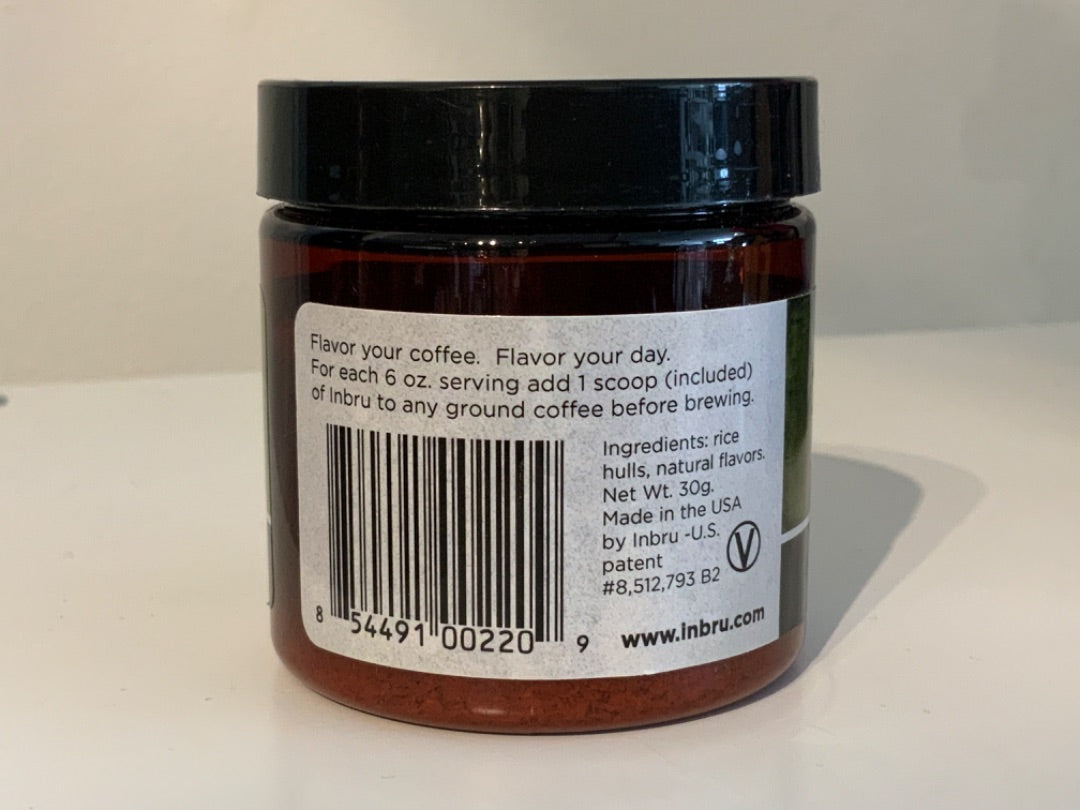 Flavor your coffee. Flavor your day.
For each 6 oz. serving add 1 scoop (included)
of Inbru to any ground coffee before brewing.
Ingredients: rice
hulls, natural flavors.
Net Wt. 30g.
Made in the USA
by Inbru -U.S.
patent
#8,512,793 B2
V
www.inbru.com
8 54491 00220 9